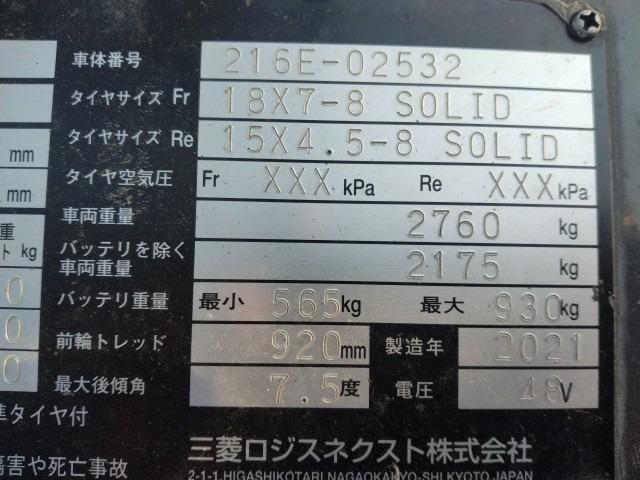 車体番号 216E-02532
タイヤサイズ Fr 18X7-8 SOLID
タイヤサイズ Re 15X4.5-8 SOLID
mm
タイヤ空気圧 Fr XXX kPa Re XXX kPa
mm
車両重量 2760 kg
重
ト kg
バッテリを除く
車両重量 2175 kg
0 バッテリ重量 最小 565 kg 最大 930 kg
0 前輪トレッド 920 mm 製造年 2021
0 最大後傾角 7.5 度 電圧 48 V
準タイヤ付
三菱ロジスネクスト株式会社
傷害や死亡事故
2-1-1,HIGASHIKOTARI,NAGAOKAKYO-SHI,KYOTO,JAPAN